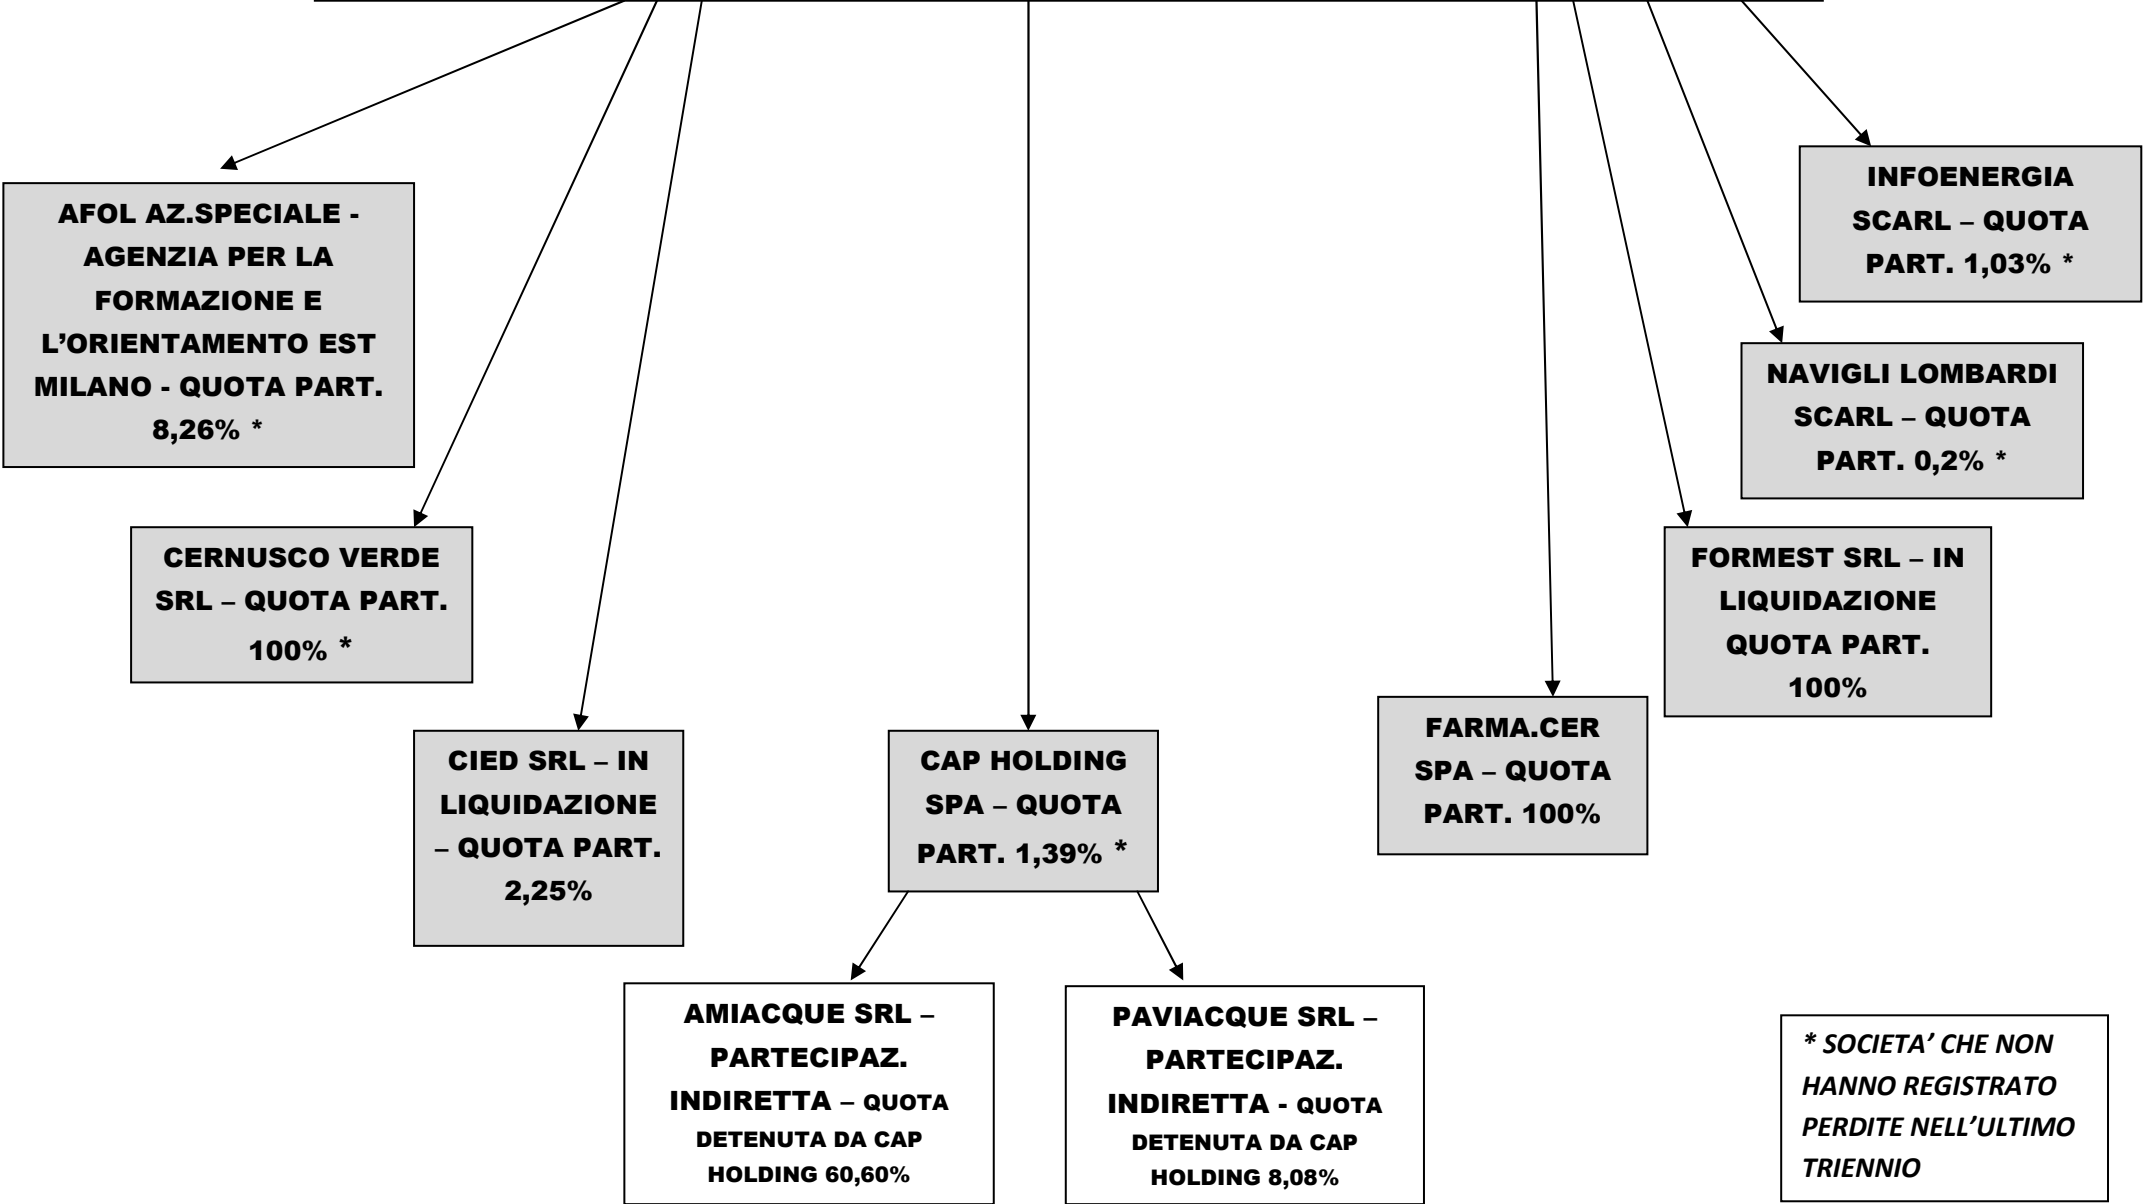 AFOL AZ.SPECIALE -
AGENZIA PER LA
FORMAZIONE E
L’ORIENTAMENTO EST
MILANO - QUOTA PART.
8,26% *
CERNUSCO VERDE
SRL – QUOTA PART.
100% *
CIED SRL – IN
LIQUIDAZIONE
– QUOTA PART.
2,25%
CAP HOLDING
SPA – QUOTA
PART. 1,39% *
AMIACQUE SRL –
PARTECIPAZ.
INDIRETTA – QUOTA
DETENUTA DA CAP
HOLDING 60,60%
PAVIACQUE SRL –
PARTECIPAZ.
INDIRETTA - QUOTA
DETENUTA DA CAP
HOLDING 8,08%
FARMA.CER
SPA – QUOTA
PART. 100%
FORMEST SRL – IN
LIQUIDAZIONE
QUOTA PART.
100%
NAVIGLI LOMBARDI
SCARL – QUOTA
PART. 0,2% *
INFOENERGIA
SCARL – QUOTA
PART. 1,03% *
* SOCIETA’ CHE NON
HANNO REGISTRATO
PERDITE NELL’ULTIMO
TRIENNIO